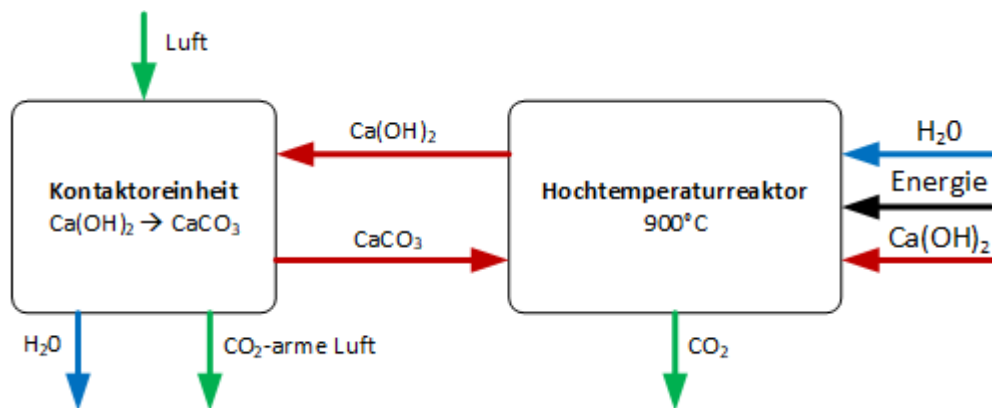 Luft
Ca(OH)₂
H₂0
Kontaktoreinheit
Ca(OH)₂ → CaCO₃
Hochtemperaturreaktor
900°C
Energie
CaCO₃
Ca(OH)₂
H₂0
CO₂-arme Luft
CO₂